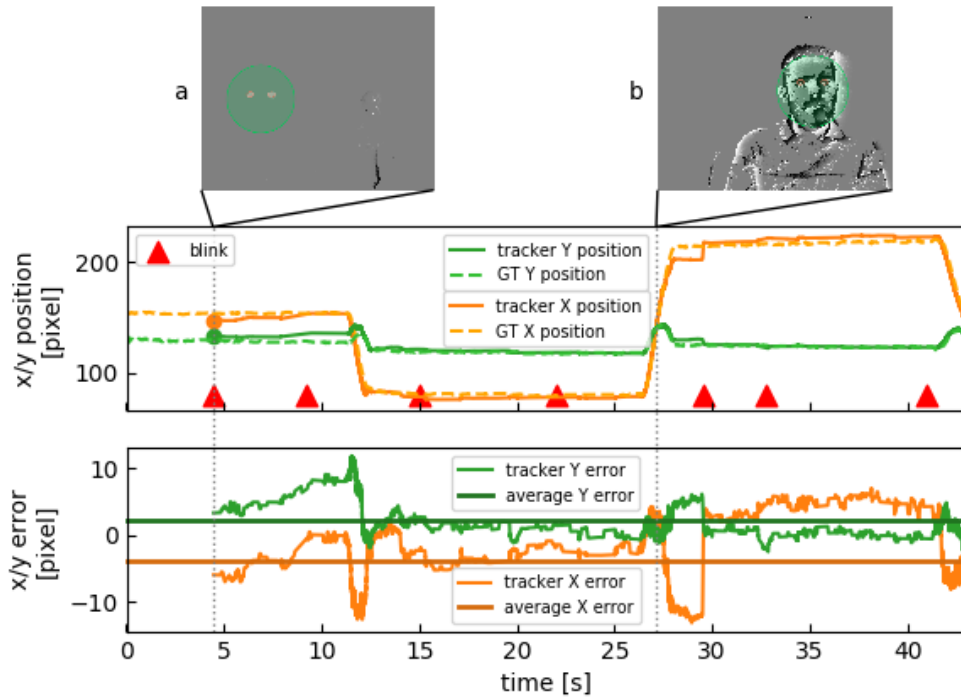 a
b
x/y position
[pixel]
200
100
blink
tracker Y position
GT Y position
tracker X position
GT X position
x/y error
[pixel]
10
0
−10
tracker Y error
average Y error
tracker X error
average X error
0 5 10 15 20 25 30 35 40
time [s]